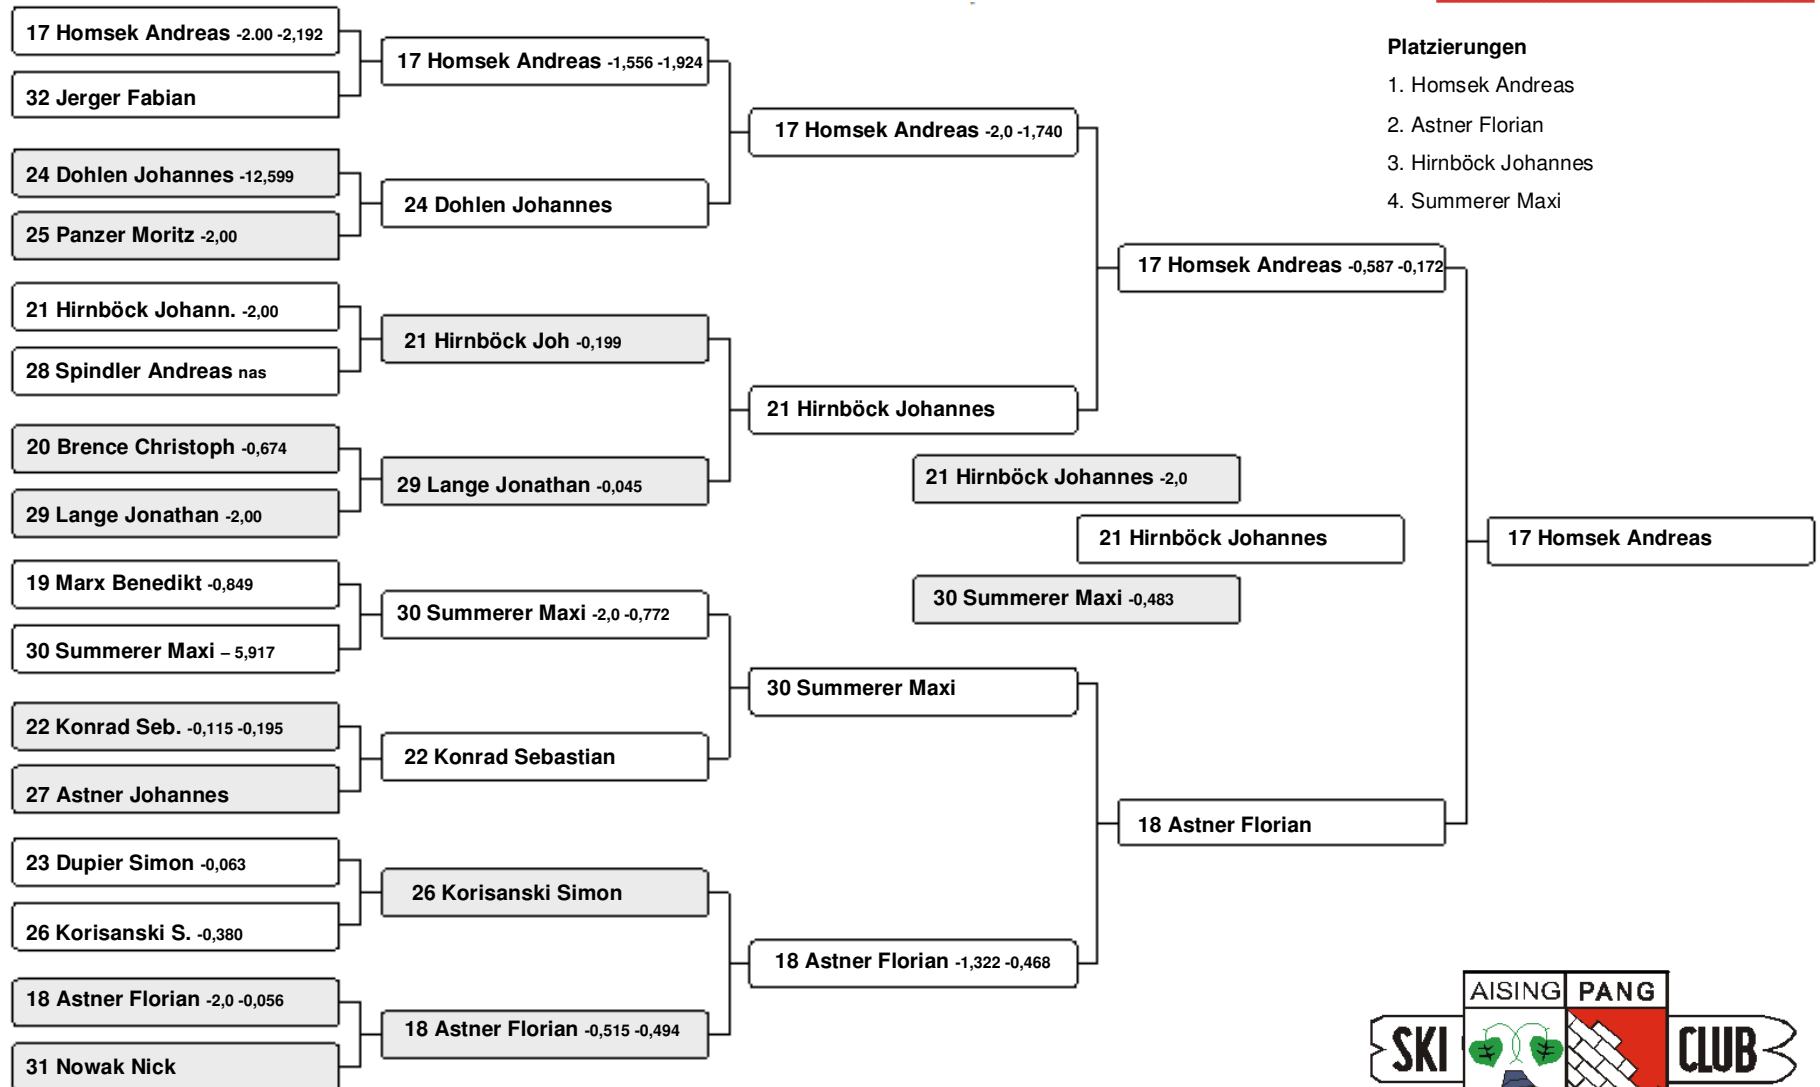 17 Homsek Andreas -2.00 -2,192
32 Jerger Fabian
24 Dohlen Johannes -12,599
25 Panzer Moritz -2,00
21 Hirnböck Johann. -2,00
28 Spindler Andreas nas
20 Brence Christoph -0,674
29 Lange Jonathan -2,00
19 Marx Benedikt -0,849
30 Summerer Maxi – 5,917
22 Konrad Seb. -0,115 -0,195
27 Astner Johannes
23 Dupier Simon -0,063
26 Korisanski S. -0,380
18 Astner Florian -2,0 -0,056
31 Nowak Nick
17 Homsek Andreas -1,556 -1,924
24 Dohlen Johannes
21 Hirnböck Joh -0,199
29 Lange Jonathan -0,045
30 Summerer Maxi -2,0 -0,772
22 Konrad Sebastian
26 Korisanski Simon
18 Astner Florian -0,515 -0,494
17 Homsek Andreas -2,0 -1,740
21 Hirnböck Johannes
30 Summerer Maxi
18 Astner Florian -1,322 -0,468
21 Hirnböck Johannes -2,0
30 Summerer Maxi -0,483
21 Hirnböck Johannes
17 Homsek Andreas -0,587 -0,172
18 Astner Florian
17 Homsek Andreas
Platzierungen
1. Homsek Andreas
2. Astner Florian
3. Hirnböck Johannes
4. Summerer Maxi
AISING PANG
SKI CLUB